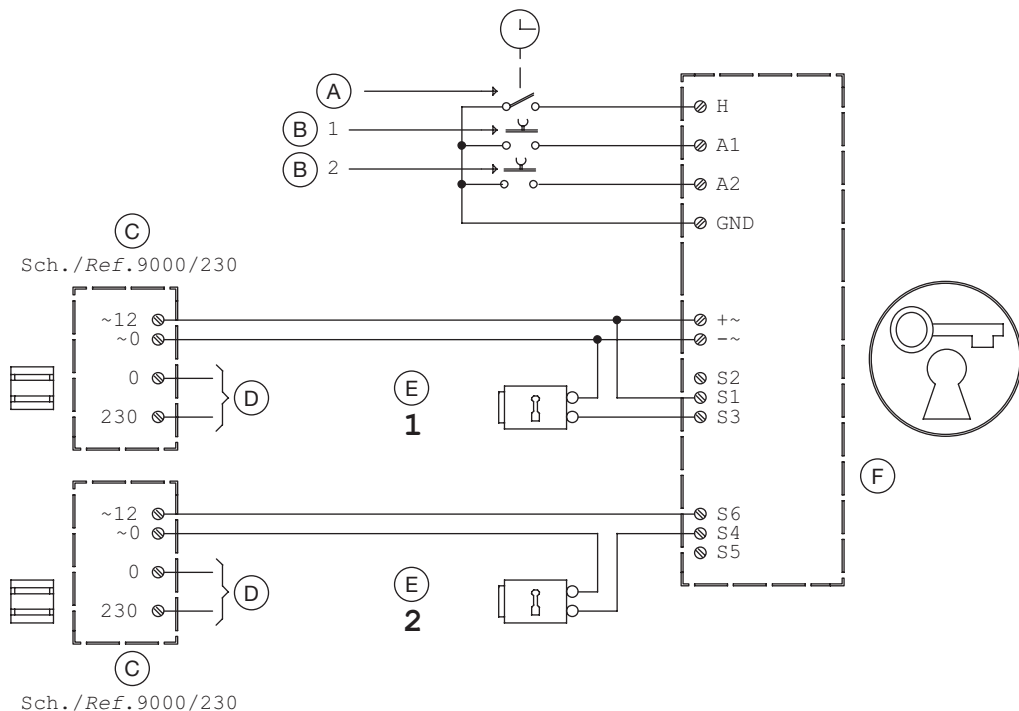 A
H
B 1
A1
B 2
A2
GND
C
Sch./Ref.9000/230
~12
+~
~0
-~
0
S2
D
E
S1
230
1
S3
F
~12
S6
~0
S4
S5
0
D
E
230
2
C
Sch./Ref.9000/230